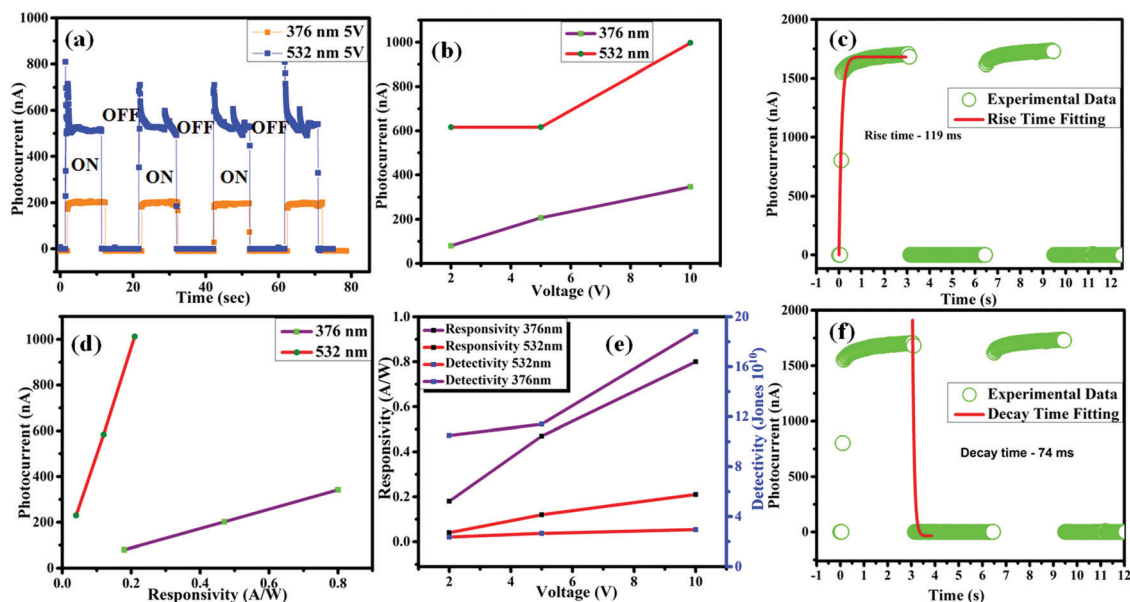 (a)
376 nm 5V
532 nm 5V
OFF
OFF
OFF
ON
ON
ON
Photocurrent (nA)
1000
800
600
400
200
0
0 10 20 30 40 50 60 70 80
Time (sec)
(b)
376 nm
532 nm
Photocurrent (nA)
1000
800
600
400
200
0
2 4 6 8 10
Voltage (V)
(c)
Experimental Data
Rise Time Fitting
Rise time - 119 ms
Photocurrent (nA)
2000
1500
1000
500
0
-1 0 1 2 3 4 5 6 7 8 9 10 11 12
Time (s)
(d)
376 nm
532 nm
Photocurrent (nA)
1000
800
600
400
200
0
0.0 0.2 0.4 0.6 0.8
Responsivity (A/W)
(e)
Responsivity 376nm
Responsivity 532nm
Detectivity 532nm
Detectivity 376nm
Responsivity (A/W)
1.0
0.8
0.6
0.4
0.2
0.0
Detectivity (Jones 10¹⁰)
20
16
12
8
4
0
2 4 6 8 10
Voltage (V)
(f)
Experimental Data
Decay Time Fitting
Decay time - 74 ms
Photocurrent (nA)
2000
1500
1000
500
0
-1 0 1 2 3 4 5 6 7 8 9 10 11 12
Time (s)